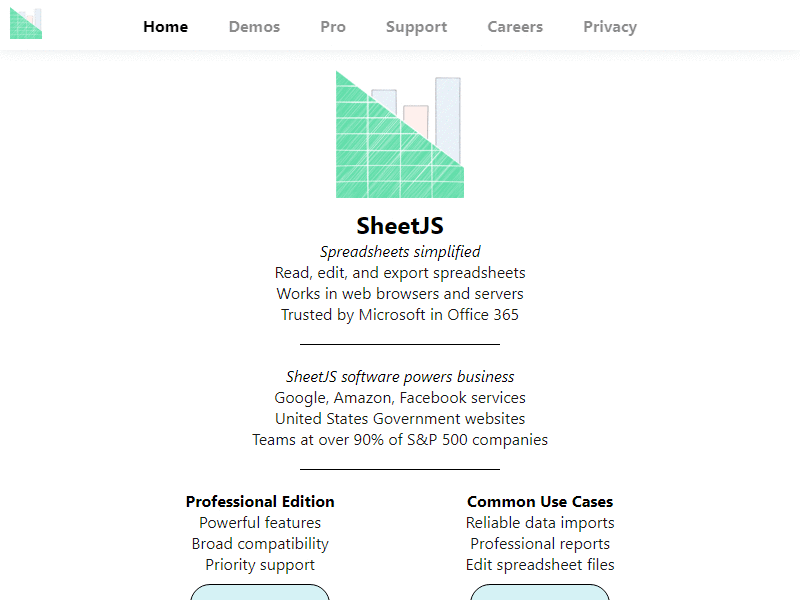 Home Demos Pro Support Careers Privacy
SheetJS
Spreadsheets simplified
Read, edit, and export spreadsheets
Works in web browsers and servers
Trusted by Microsoft in Office 365
SheetJS software powers business
Google, Amazon, Facebook services
United States Government websites
Teams at over 90% of S&P 500 companies
Professional Edition
Powerful features
Broad compatibility
Priority support
Common Use Cases
Reliable data imports
Professional reports
Edit spreadsheet files